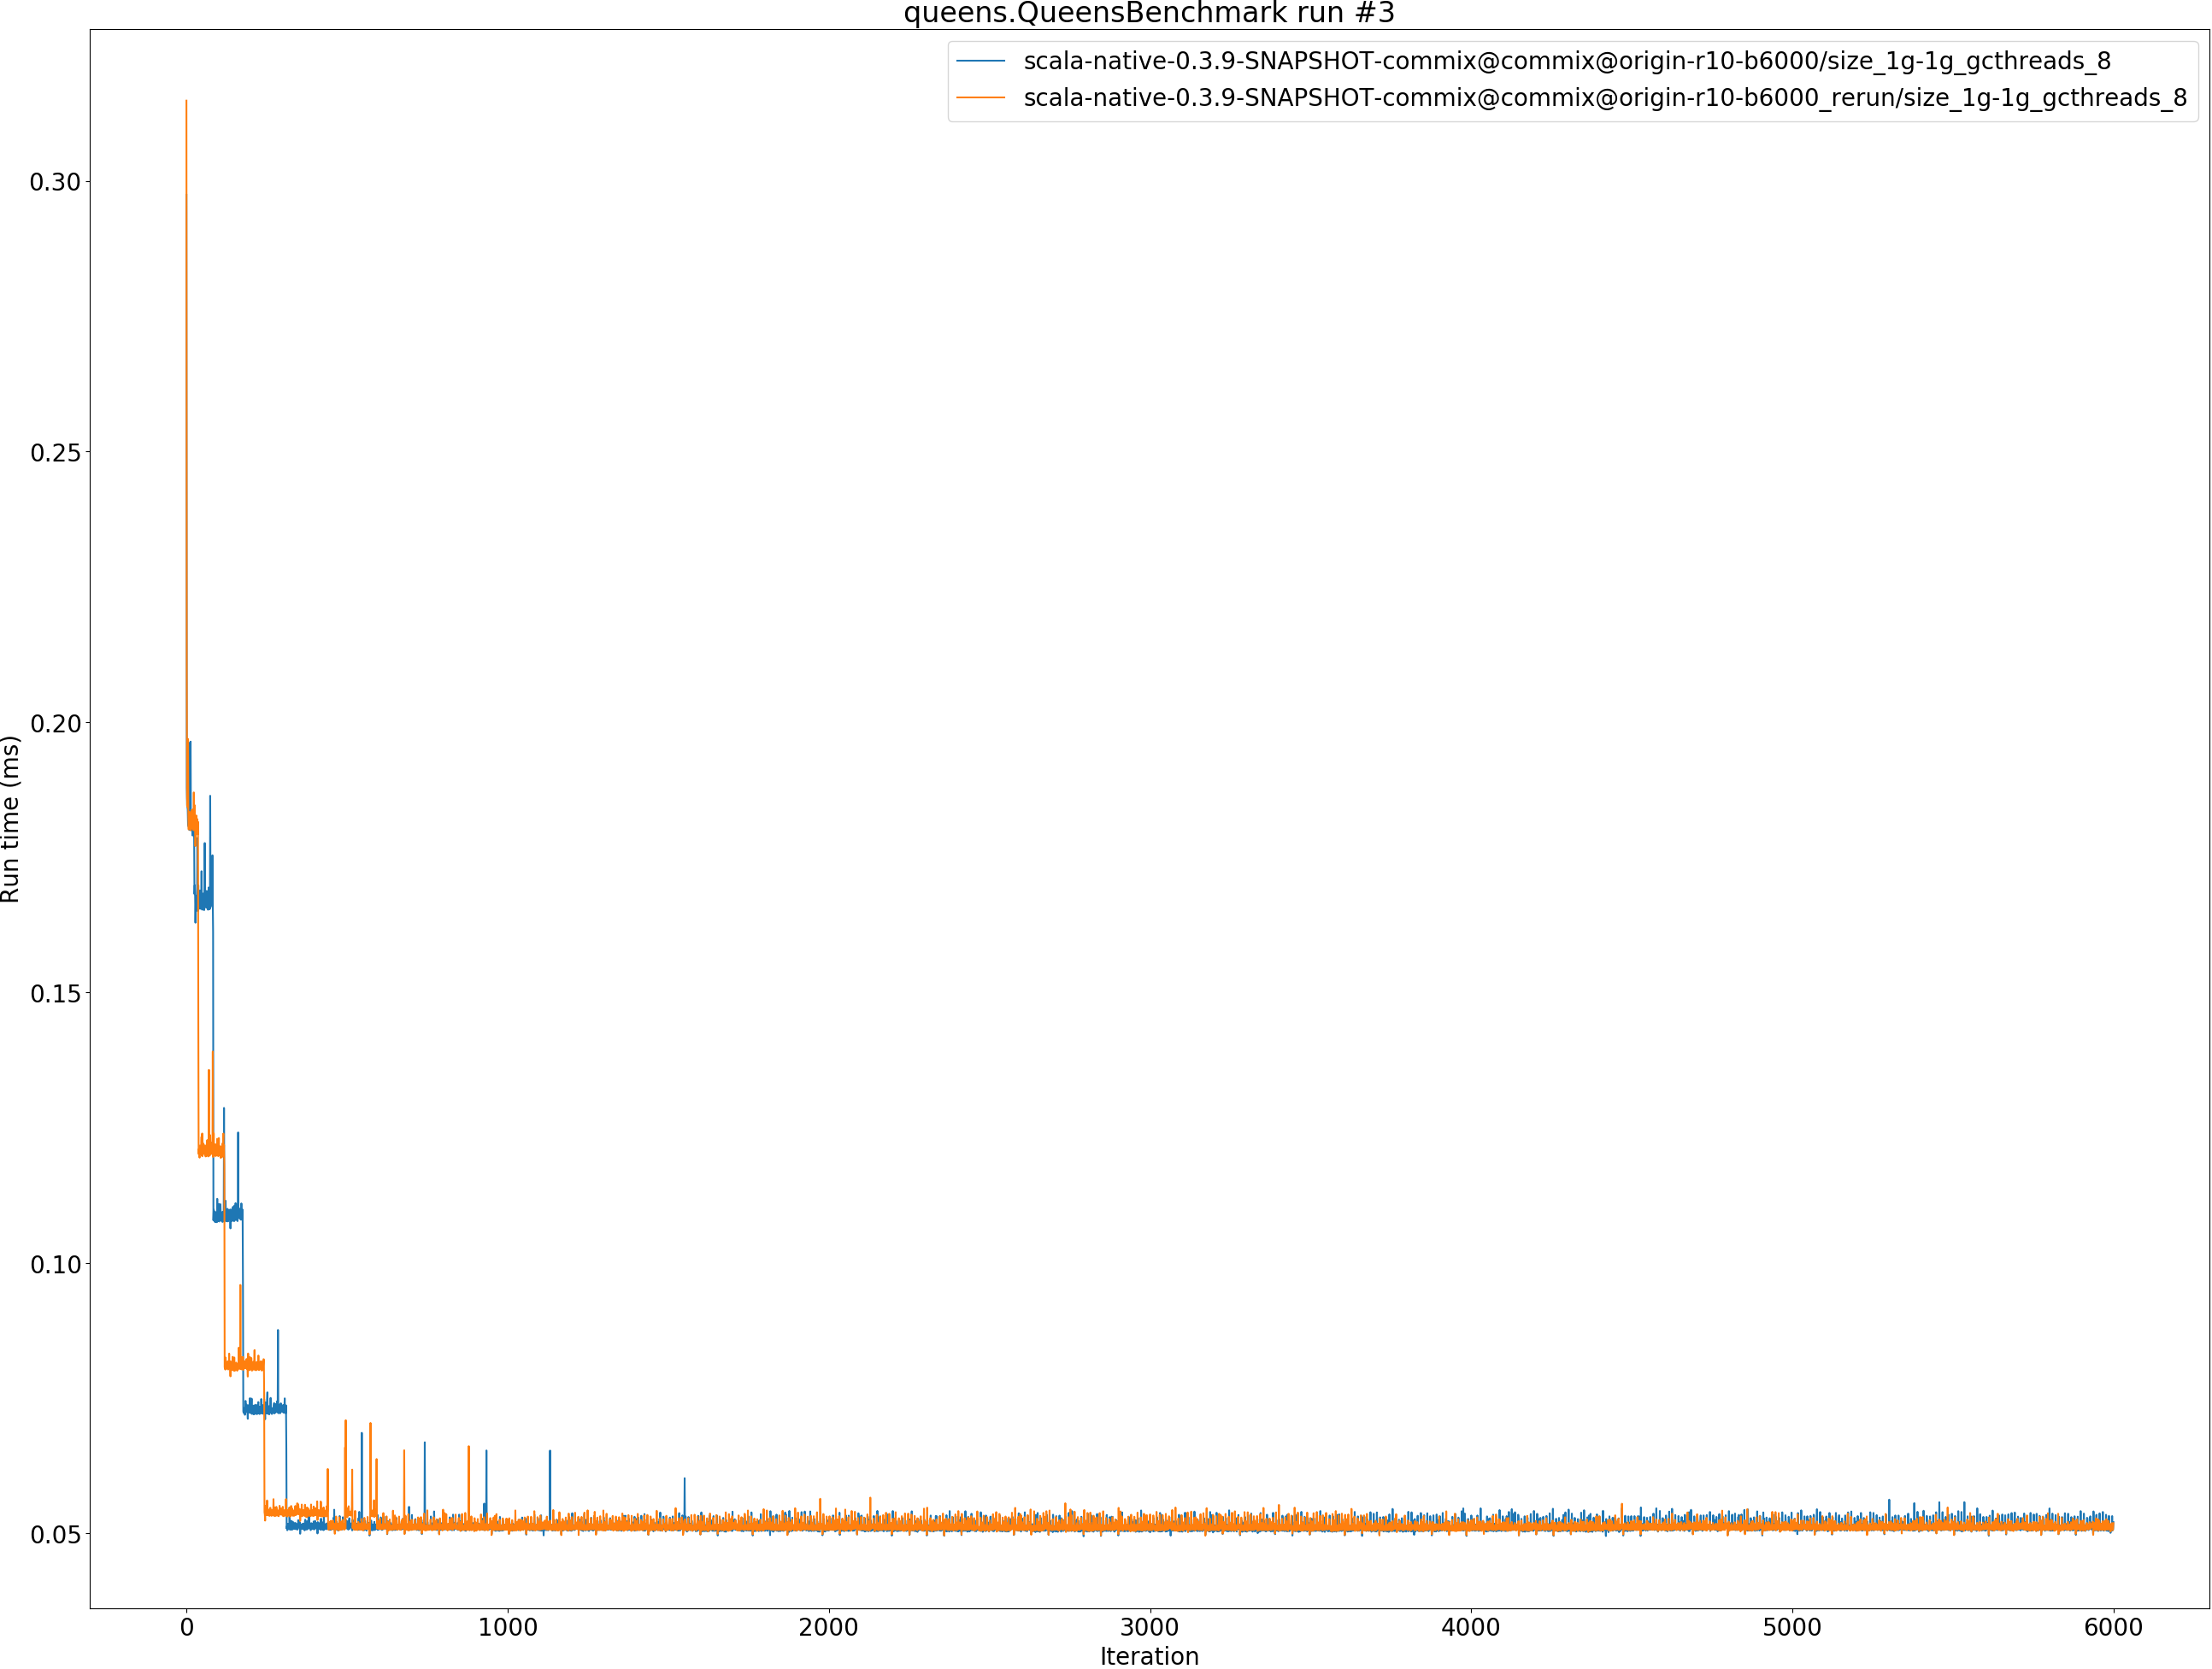 queens.QueensBenchmark run #3
scala-native-0.3.9-SNAPSHOT-commix@commix@origin-r10-b6000/size_1g-1g_gcthreads_8
scala-native-0.3.9-SNAPSHOT-commix@commix@origin-r10-b6000_rerun/size_1g-1g_gcthreads_8
0.30
0.25
0.20
0.15
0.10
0.05
Run time (ms)
0 1000 2000 3000 4000 5000 6000
Iteration